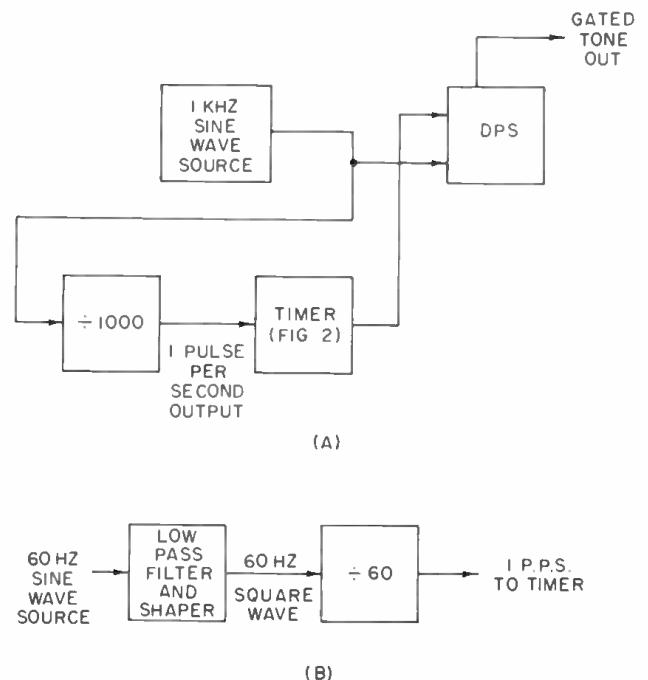 GATED
TONE
OUT
1 KHZ
SINE
WAVE
SOURCE
DPS
÷1000
1 PULSE
PER
SECOND
OUTPUT
TIMER
(FIG 2)
(A)
60 HZ
SINE
WAVE
SOURCE
LOW
PASS
FILTER
AND
SHAPER
60 HZ
SQUARE
WAVE
÷ 60
1 P.P.S.
TO TIMER
(B)